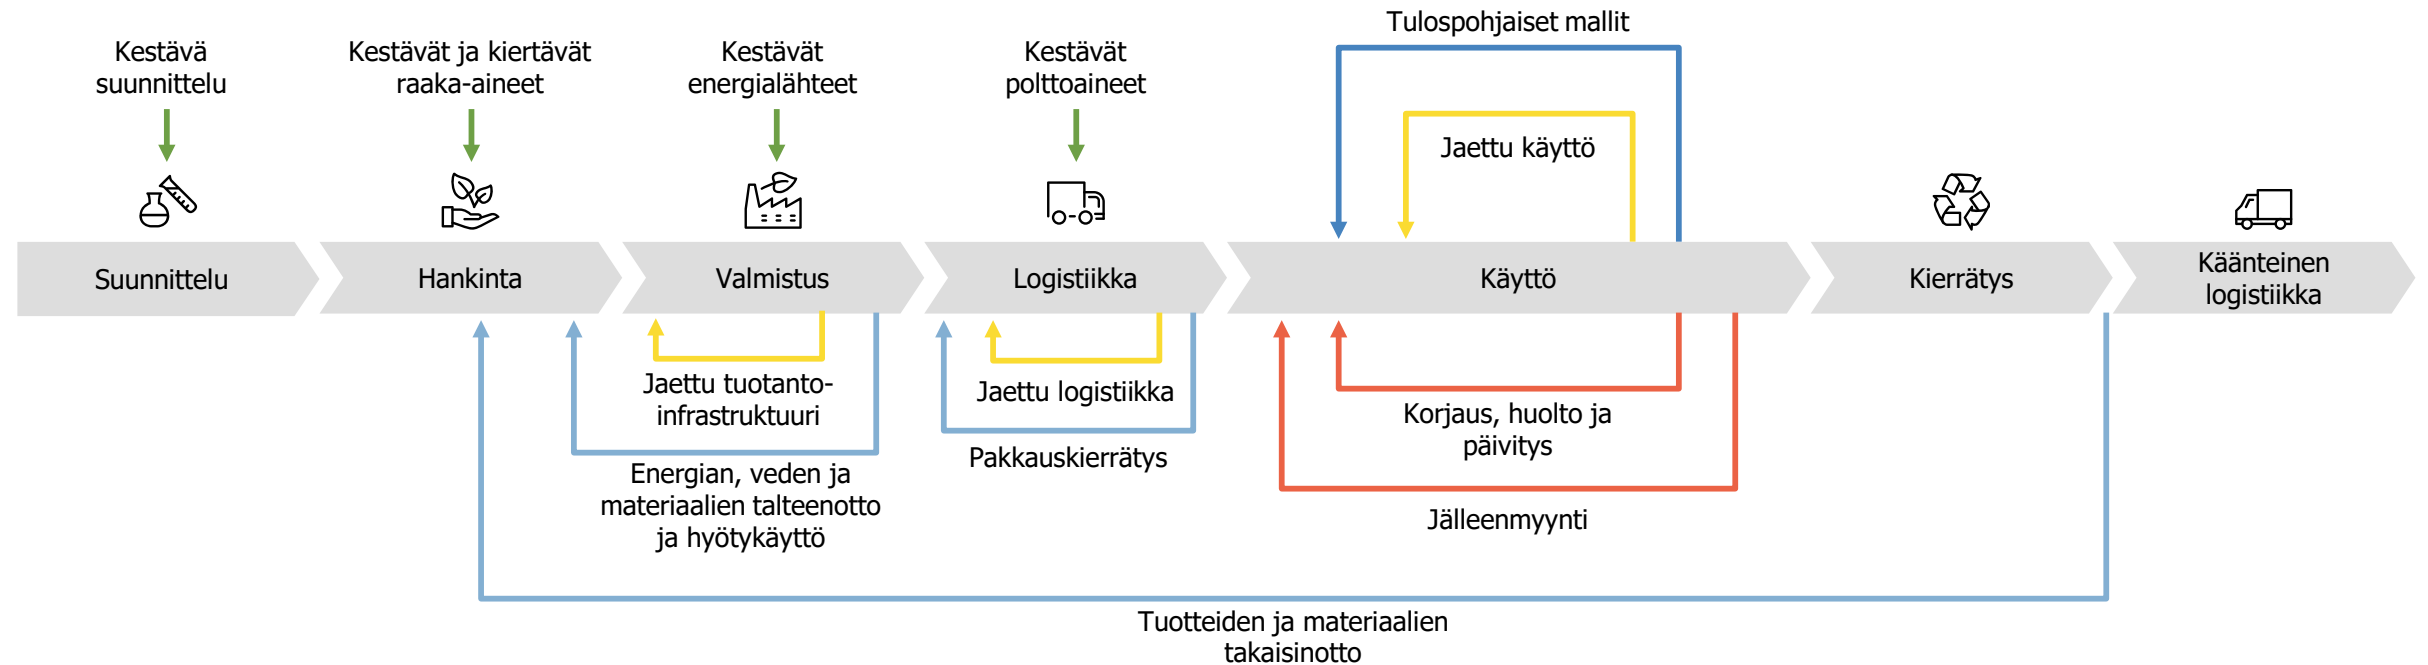 Tulospohjaiset mallit
Kestävä
suunnittelu
Kestävät ja kiertävät
raaka-aineet
Kestävät
energialähteet
Kestävät
polttoaineet
Jaettu käyttö
Suunnittelu
Hankinta
Valmistus
Logistiikka
Käyttö
Kierrätys
Käänteinen
logistiikka
Jaettu tuotanto-
infrastruktuuri
Jaettu logistiikka
Korjaus, huolto ja
päivitys
Pakkauskierrätys
Energian, veden ja
materiaalien talteenotto
ja hyötykäyttö
Jälleenmyynti
Tuotteiden ja materiaalien
takaisinotto